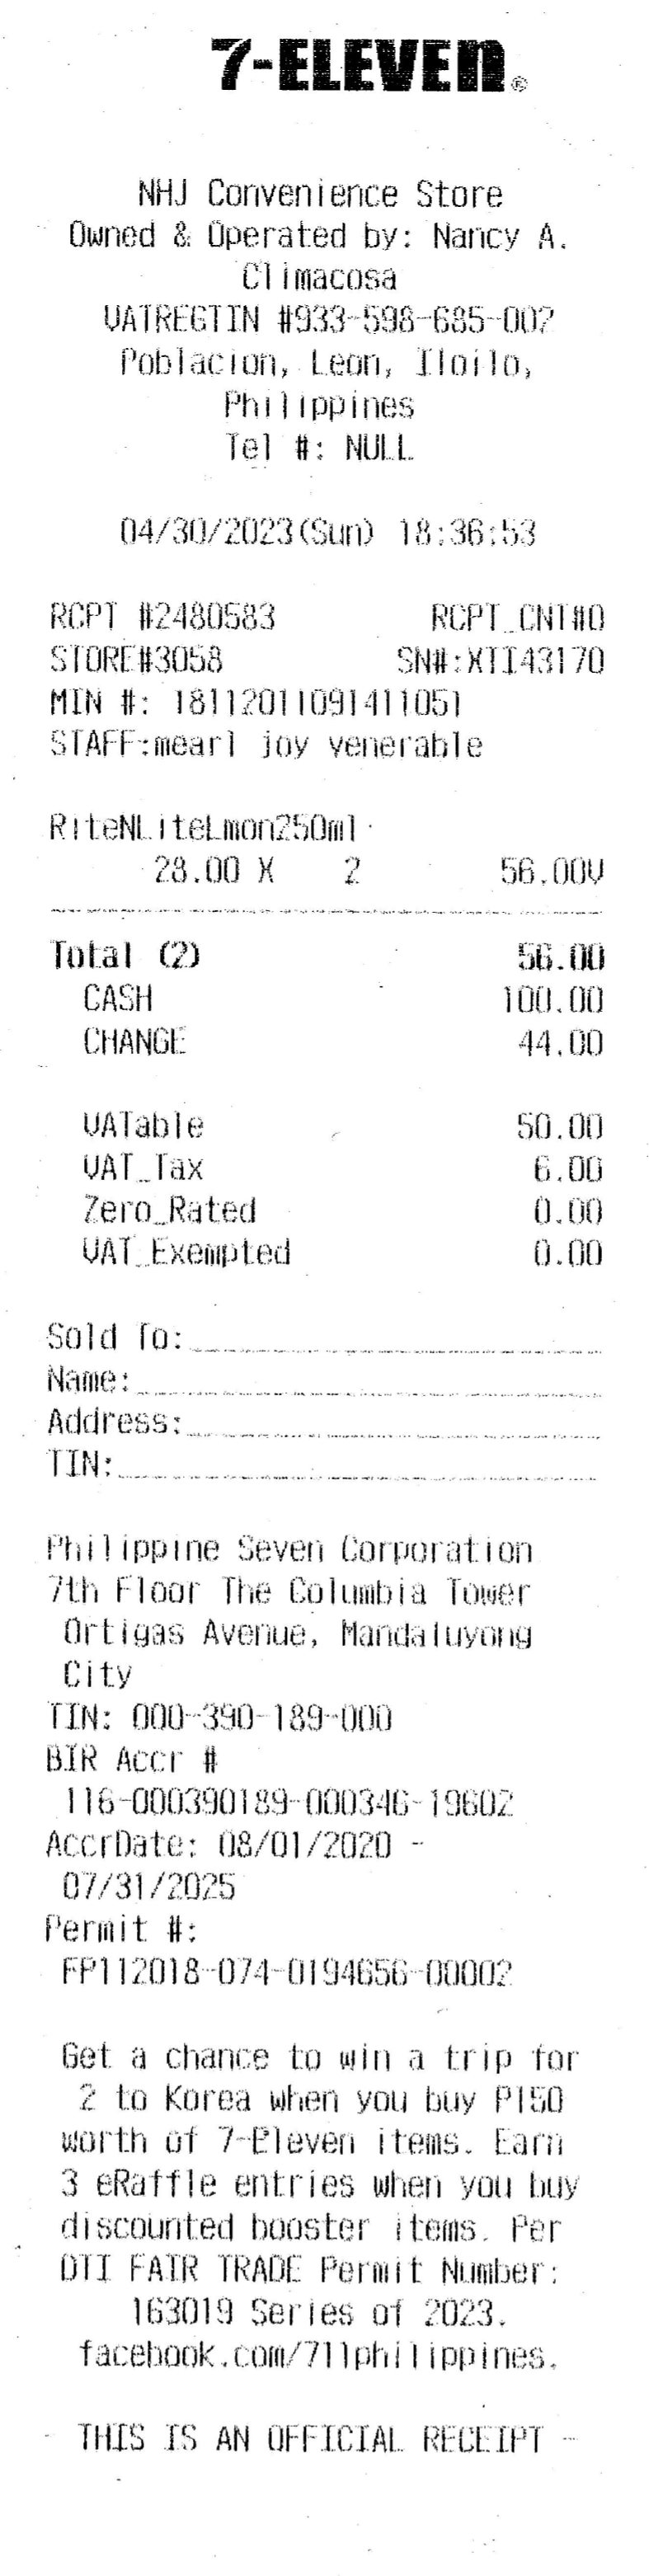 7-ELEVEn®
NHJ Convenience Store
Owned & Operated by: Nancy A.
Climacosa
VATREGTIN #933-598-685-002
Poblacion, Leon, Iloilo,
Philippines
Tel #: NULL
04/30/2023(Sun) 18:36:53
RCPT #2480583 RCPT_CNT#0
STORE#3058 SN#:XTI43170
MIN #: 18112011091411051
STAFF:mearl joy venerable
RiteNLiteLmon250ml
28.00 X 2 56.00V
Total (2) 56.00
CASH 100.00
CHANGE 44.00
VATable 50.00
VAT_Tax 6.00
Zero_Rated 0.00
VAT_Exempted 0.00
Sold To:
Name:
Address:
TIN:
Philippine Seven Corporation
7th Floor The Columbia Tower
Ortigas Avenue, Mandaluyong
City
TIN: 000-390-189-000
BIR Accr #
116-000390189-000346-19602
AccrDate: 08/01/2020 -
07/31/2025
Permit #:
FP112018-074-0194656-00002
Get a chance to win a trip for
2 to Korea when you buy P150
worth of 7-Eleven items. Earn
3 eRaffle entries when you buy
discounted booster items. Per
DTI FAIR TRADE Permit Number:
163019 Series of 2023.
facebook.com/711philippines.
- THIS IS AN OFFICIAL RECEIPT -